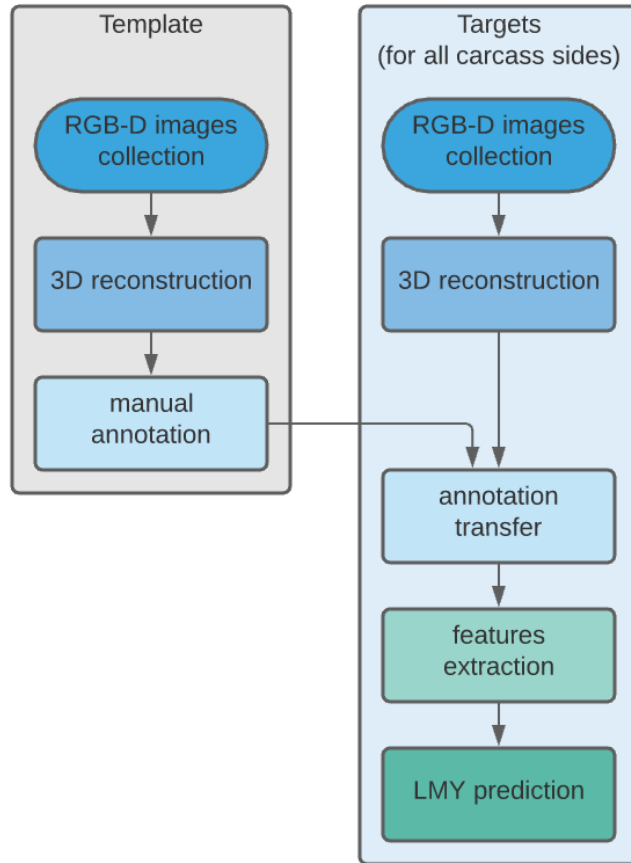 Template
RGB-D images
collection
3D reconstruction
manual
annotation
Targets
(for all carcass sides)
RGB-D images
collection
3D reconstruction
annotation
transfer
features
extraction
LMY prediction